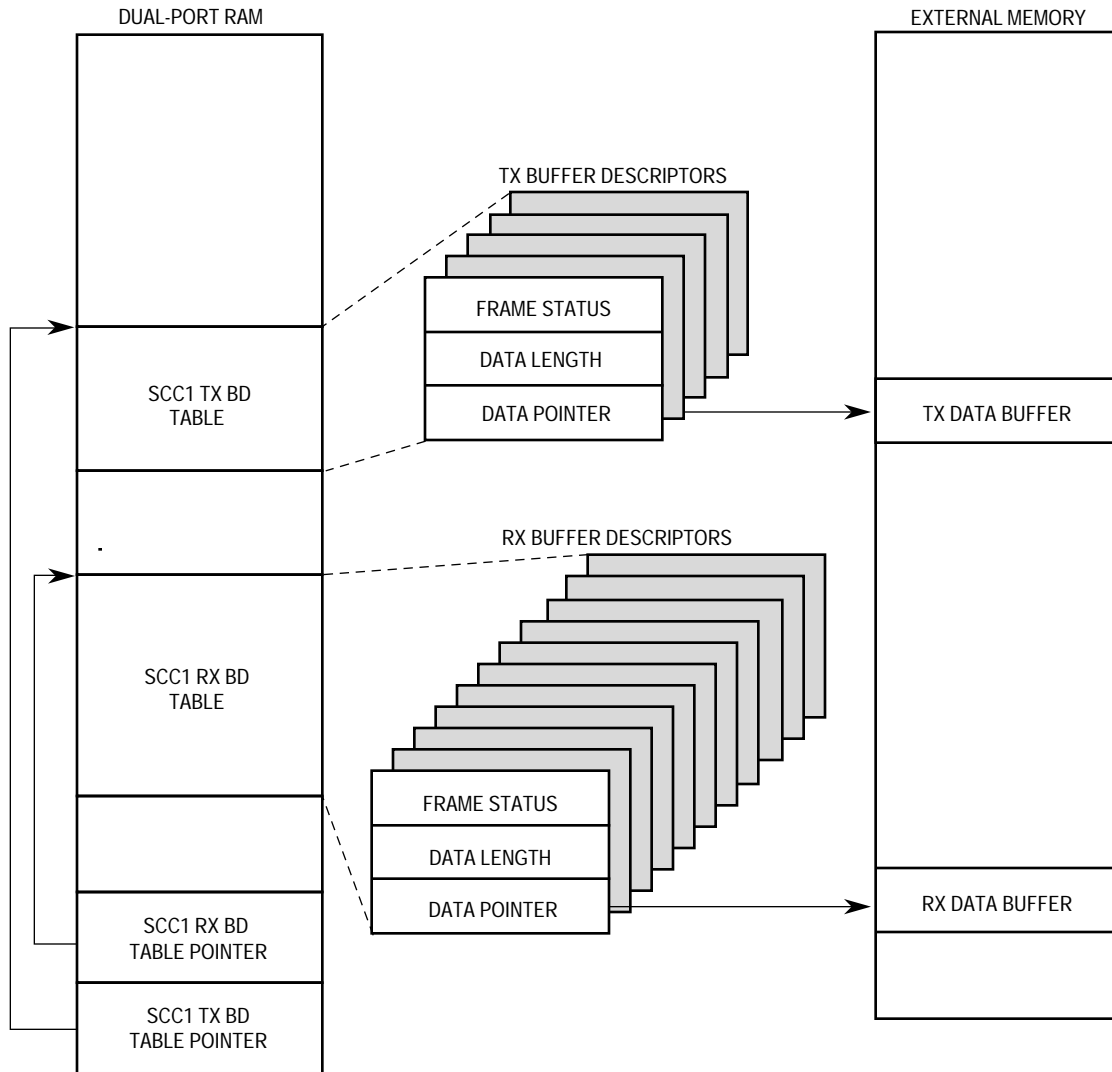 DUAL-PORT RAM
EXTERNAL MEMORY
TX BUFFER DESCRIPTORS
FRAME STATUS
DATA LENGTH
DATA POINTER
SCC1 TX BD
TABLE
TX DATA BUFFER
RX BUFFER DESCRIPTORS
SCC1 RX BD
TABLE
FRAME STATUS
DATA LENGTH
DATA POINTER
RX DATA BUFFER
SCC1 RX BD
TABLE POINTER
SCC1 TX BD
TABLE POINTER